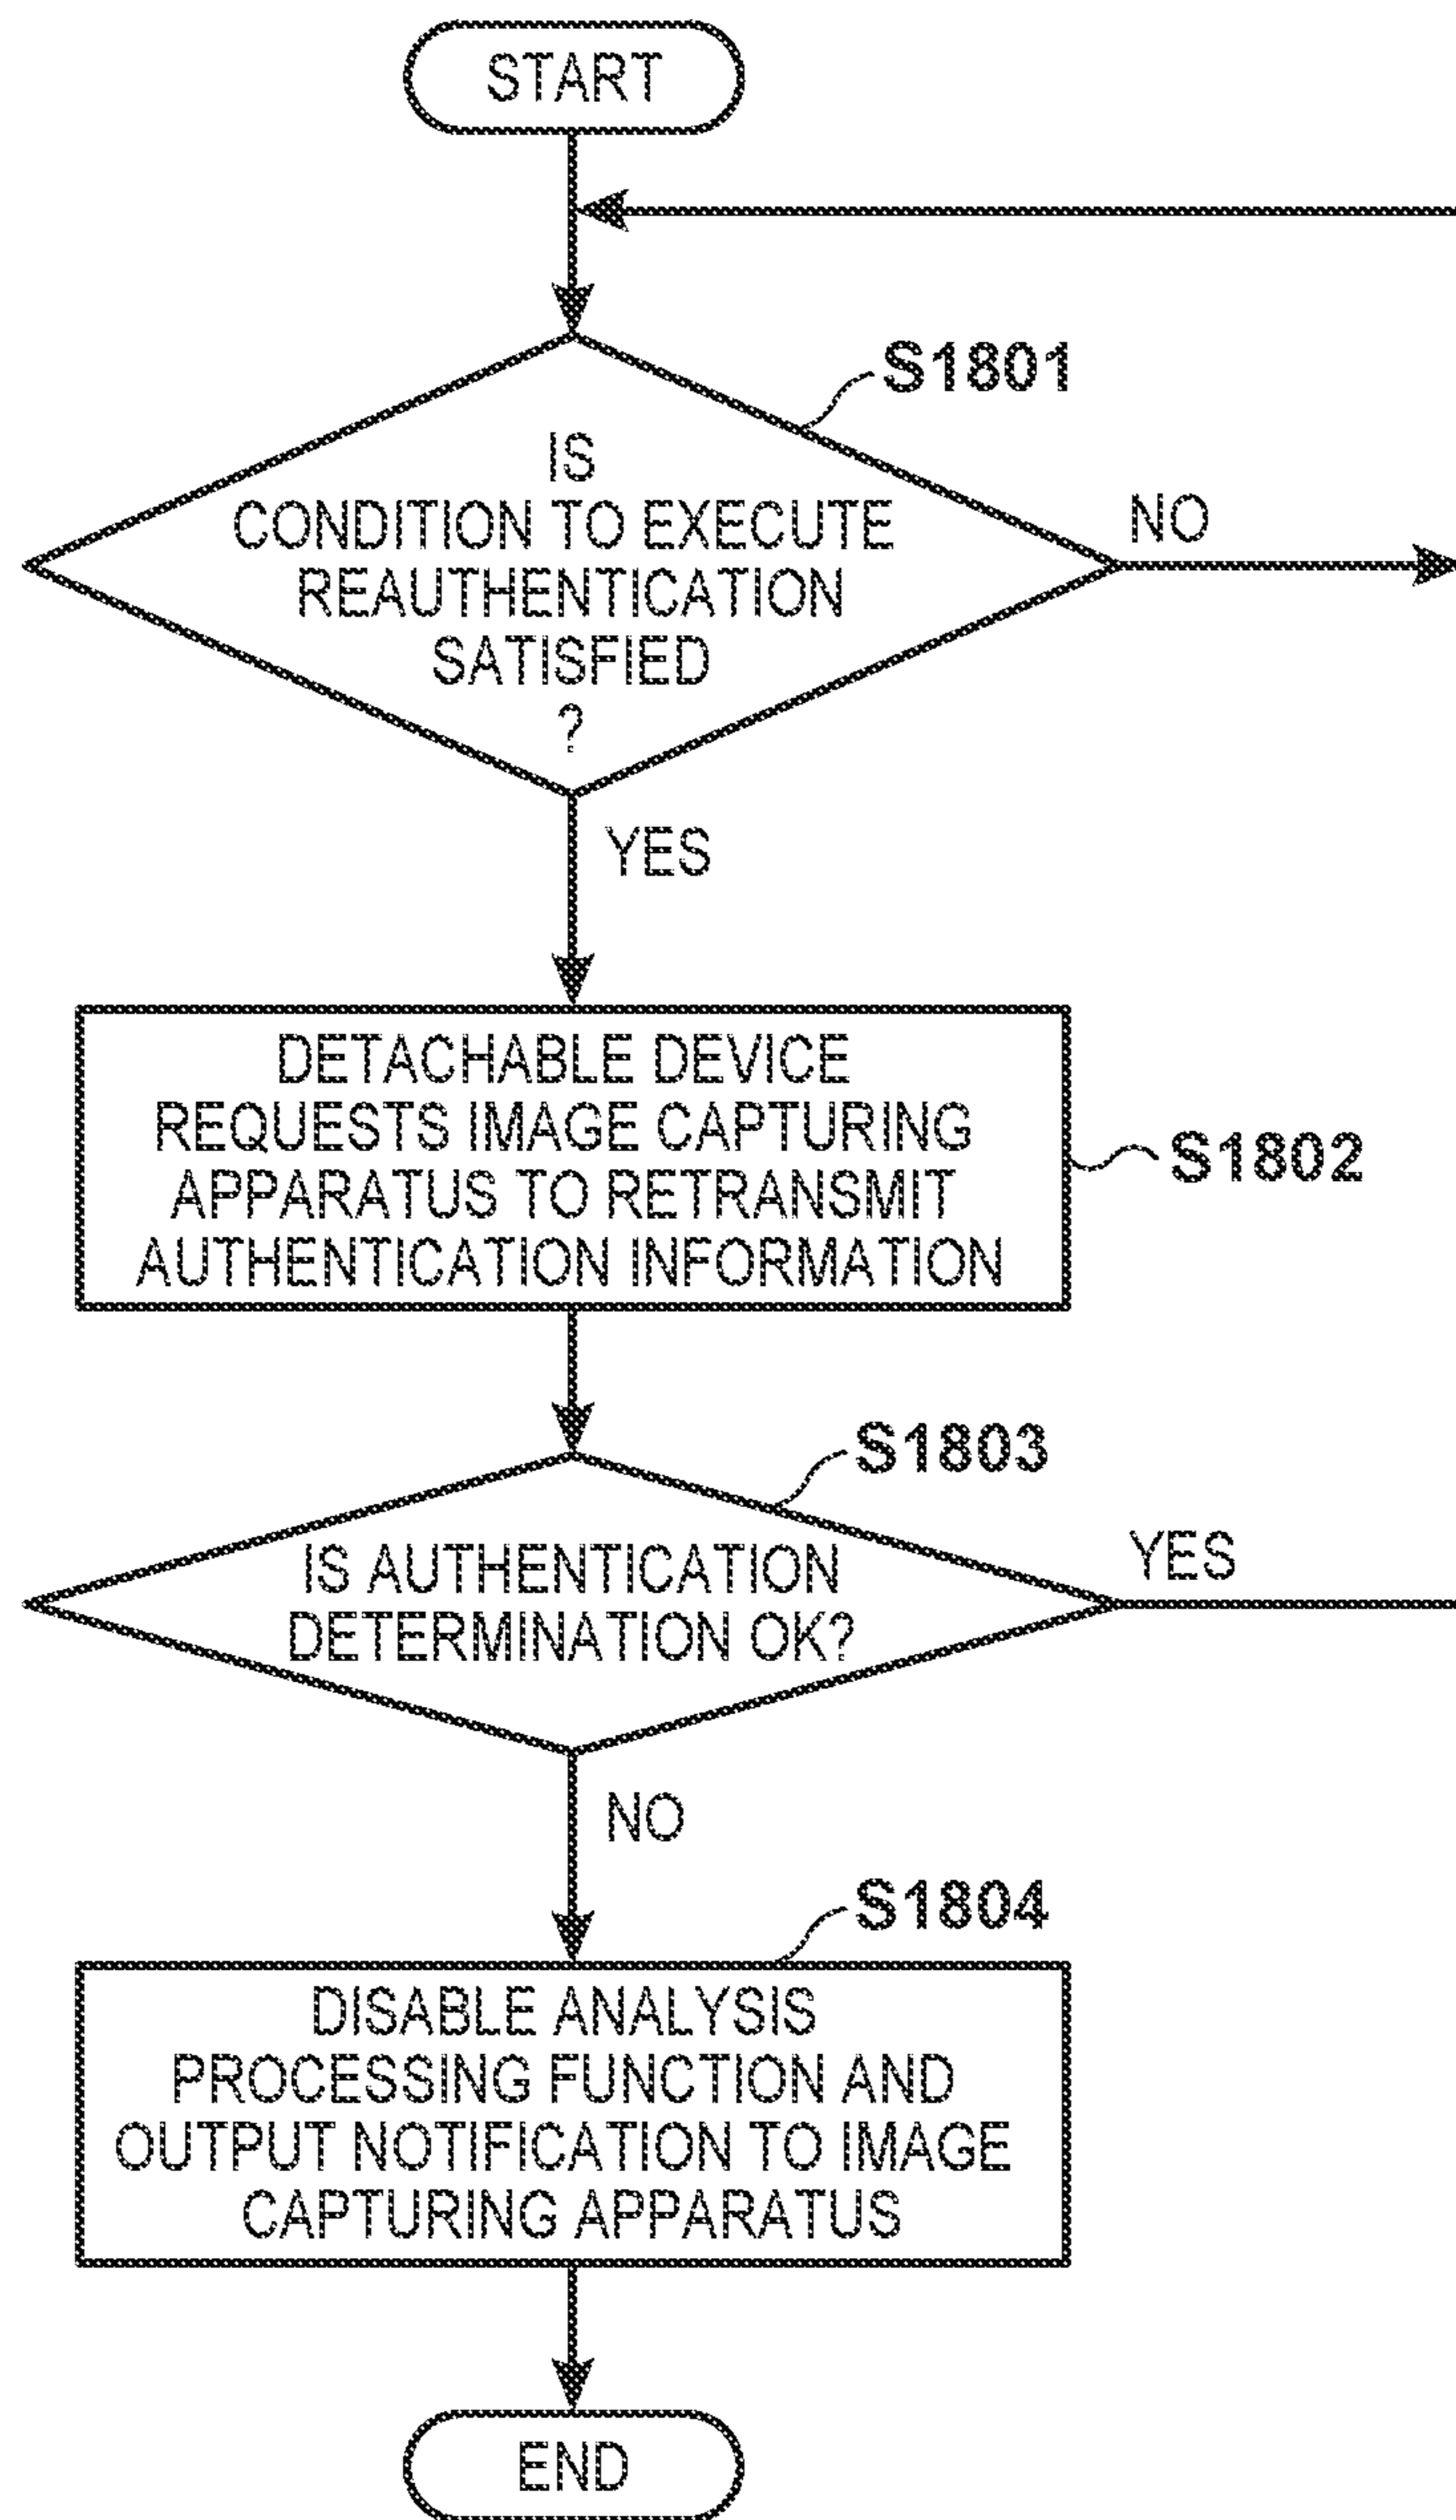 START
S1801
IS
CONDITION TO EXECUTE
REAUTHENTICATION
SATISFIED
?
NO
YES
DETACHABLE DEVICE
REQUESTS IMAGE CAPTURING
APPARATUS TO RETRANSMIT
AUTHENTICATION INFORMATION
S1802
S1803
IS AUTHENTICATION
DETERMINATION OK?
YES
NO
S1804
DISABLE ANALYSIS
PROCESSING FUNCTION AND
OUTPUT NOTIFICATION TO IMAGE
CAPTURING APPARATUS
END